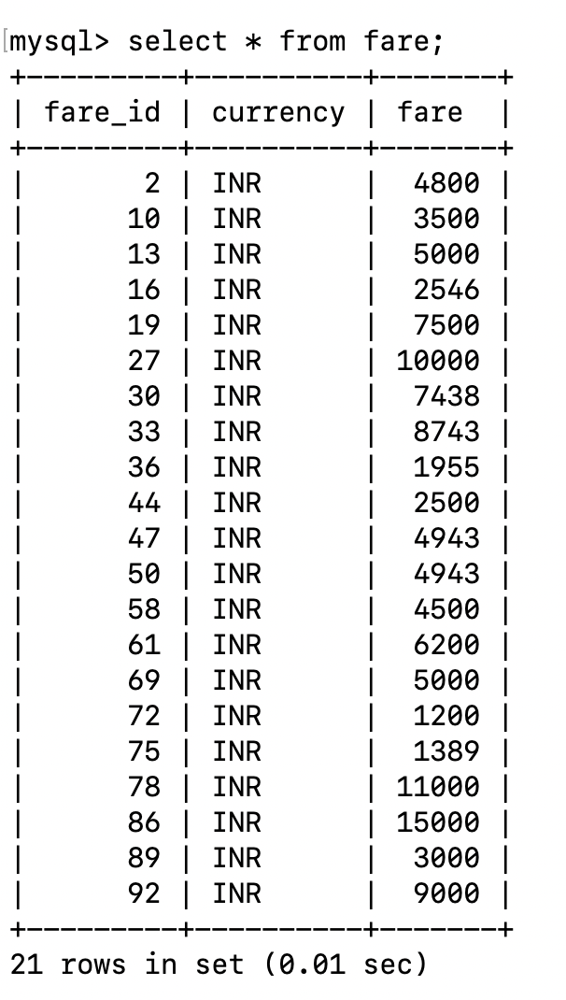 [mysql> select * from fare;
+---------+----------+-------+
| fare_id | currency | fare  |
+---------+----------+-------+
|       2 | INR      |  4800 |
|      10 | INR      |  3500 |
|      13 | INR      |  5000 |
|      16 | INR      |  2546 |
|      19 | INR      |  7500 |
|      27 | INR      | 10000 |
|      30 | INR      |  7438 |
|      33 | INR      |  8743 |
|      36 | INR      |  1955 |
|      44 | INR      |  2500 |
|      47 | INR      |  4943 |
|      50 | INR      |  4943 |
|      58 | INR      |  4500 |
|      61 | INR      |  6200 |
|      69 | INR      |  5000 |
|      72 | INR      |  1200 |
|      75 | INR      |  1389 |
|      78 | INR      | 11000 |
|      86 | INR      | 15000 |
|      89 | INR      |  3000 |
|      92 | INR      |  9000 |
+---------+----------+-------+
21 rows in set (0.01 sec)